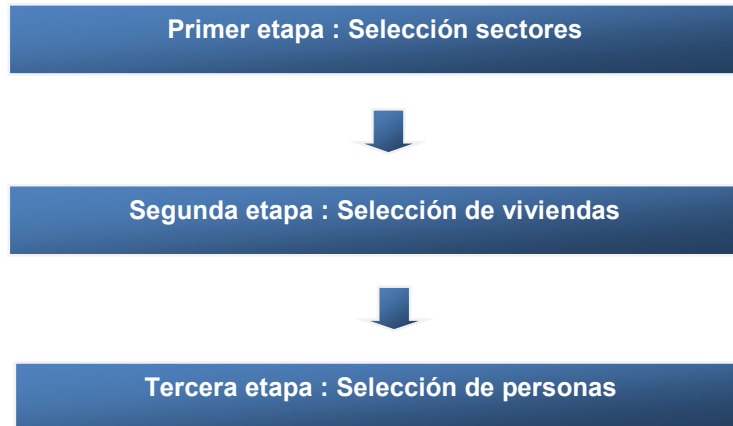 Primer etapa : Selección sectores
Segunda etapa : Selección de viviendas
Tercera etapa : Selección de personas